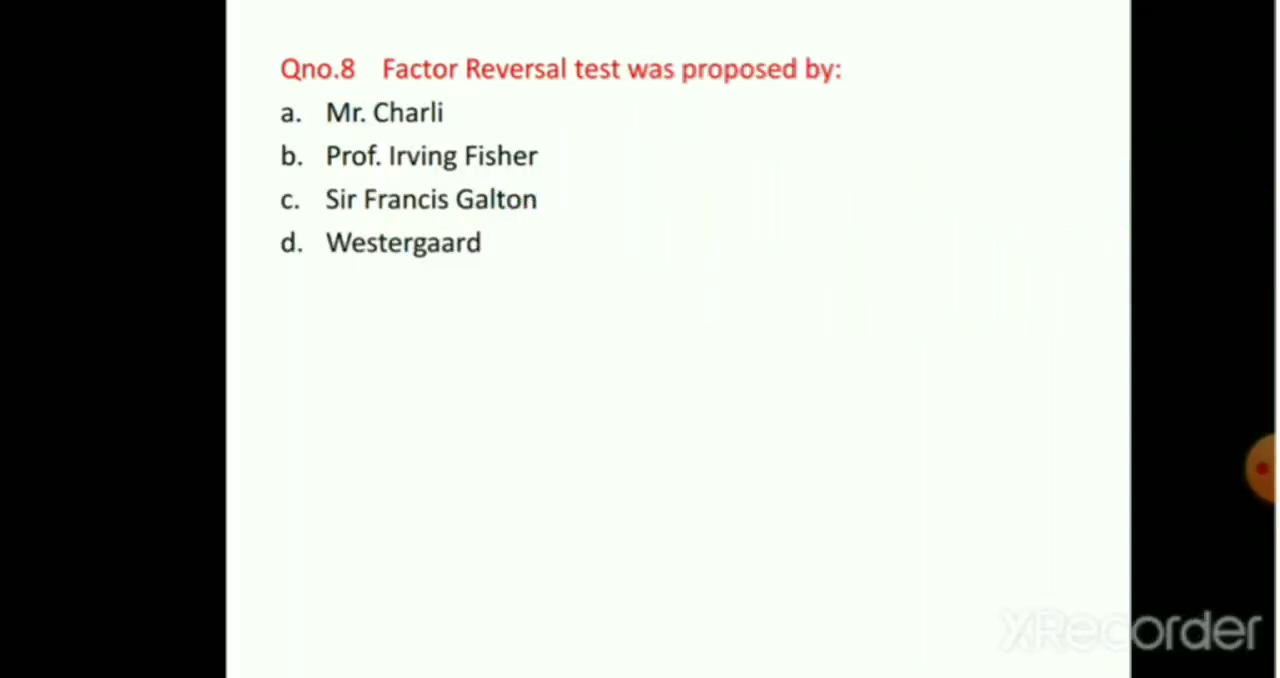 Qno.8 Factor Reversal test was proposed by:
a. Mr. Charli
b. Prof. Irving Fisher
c. Sir Francis Galton
d. Westergaard
XRecorder